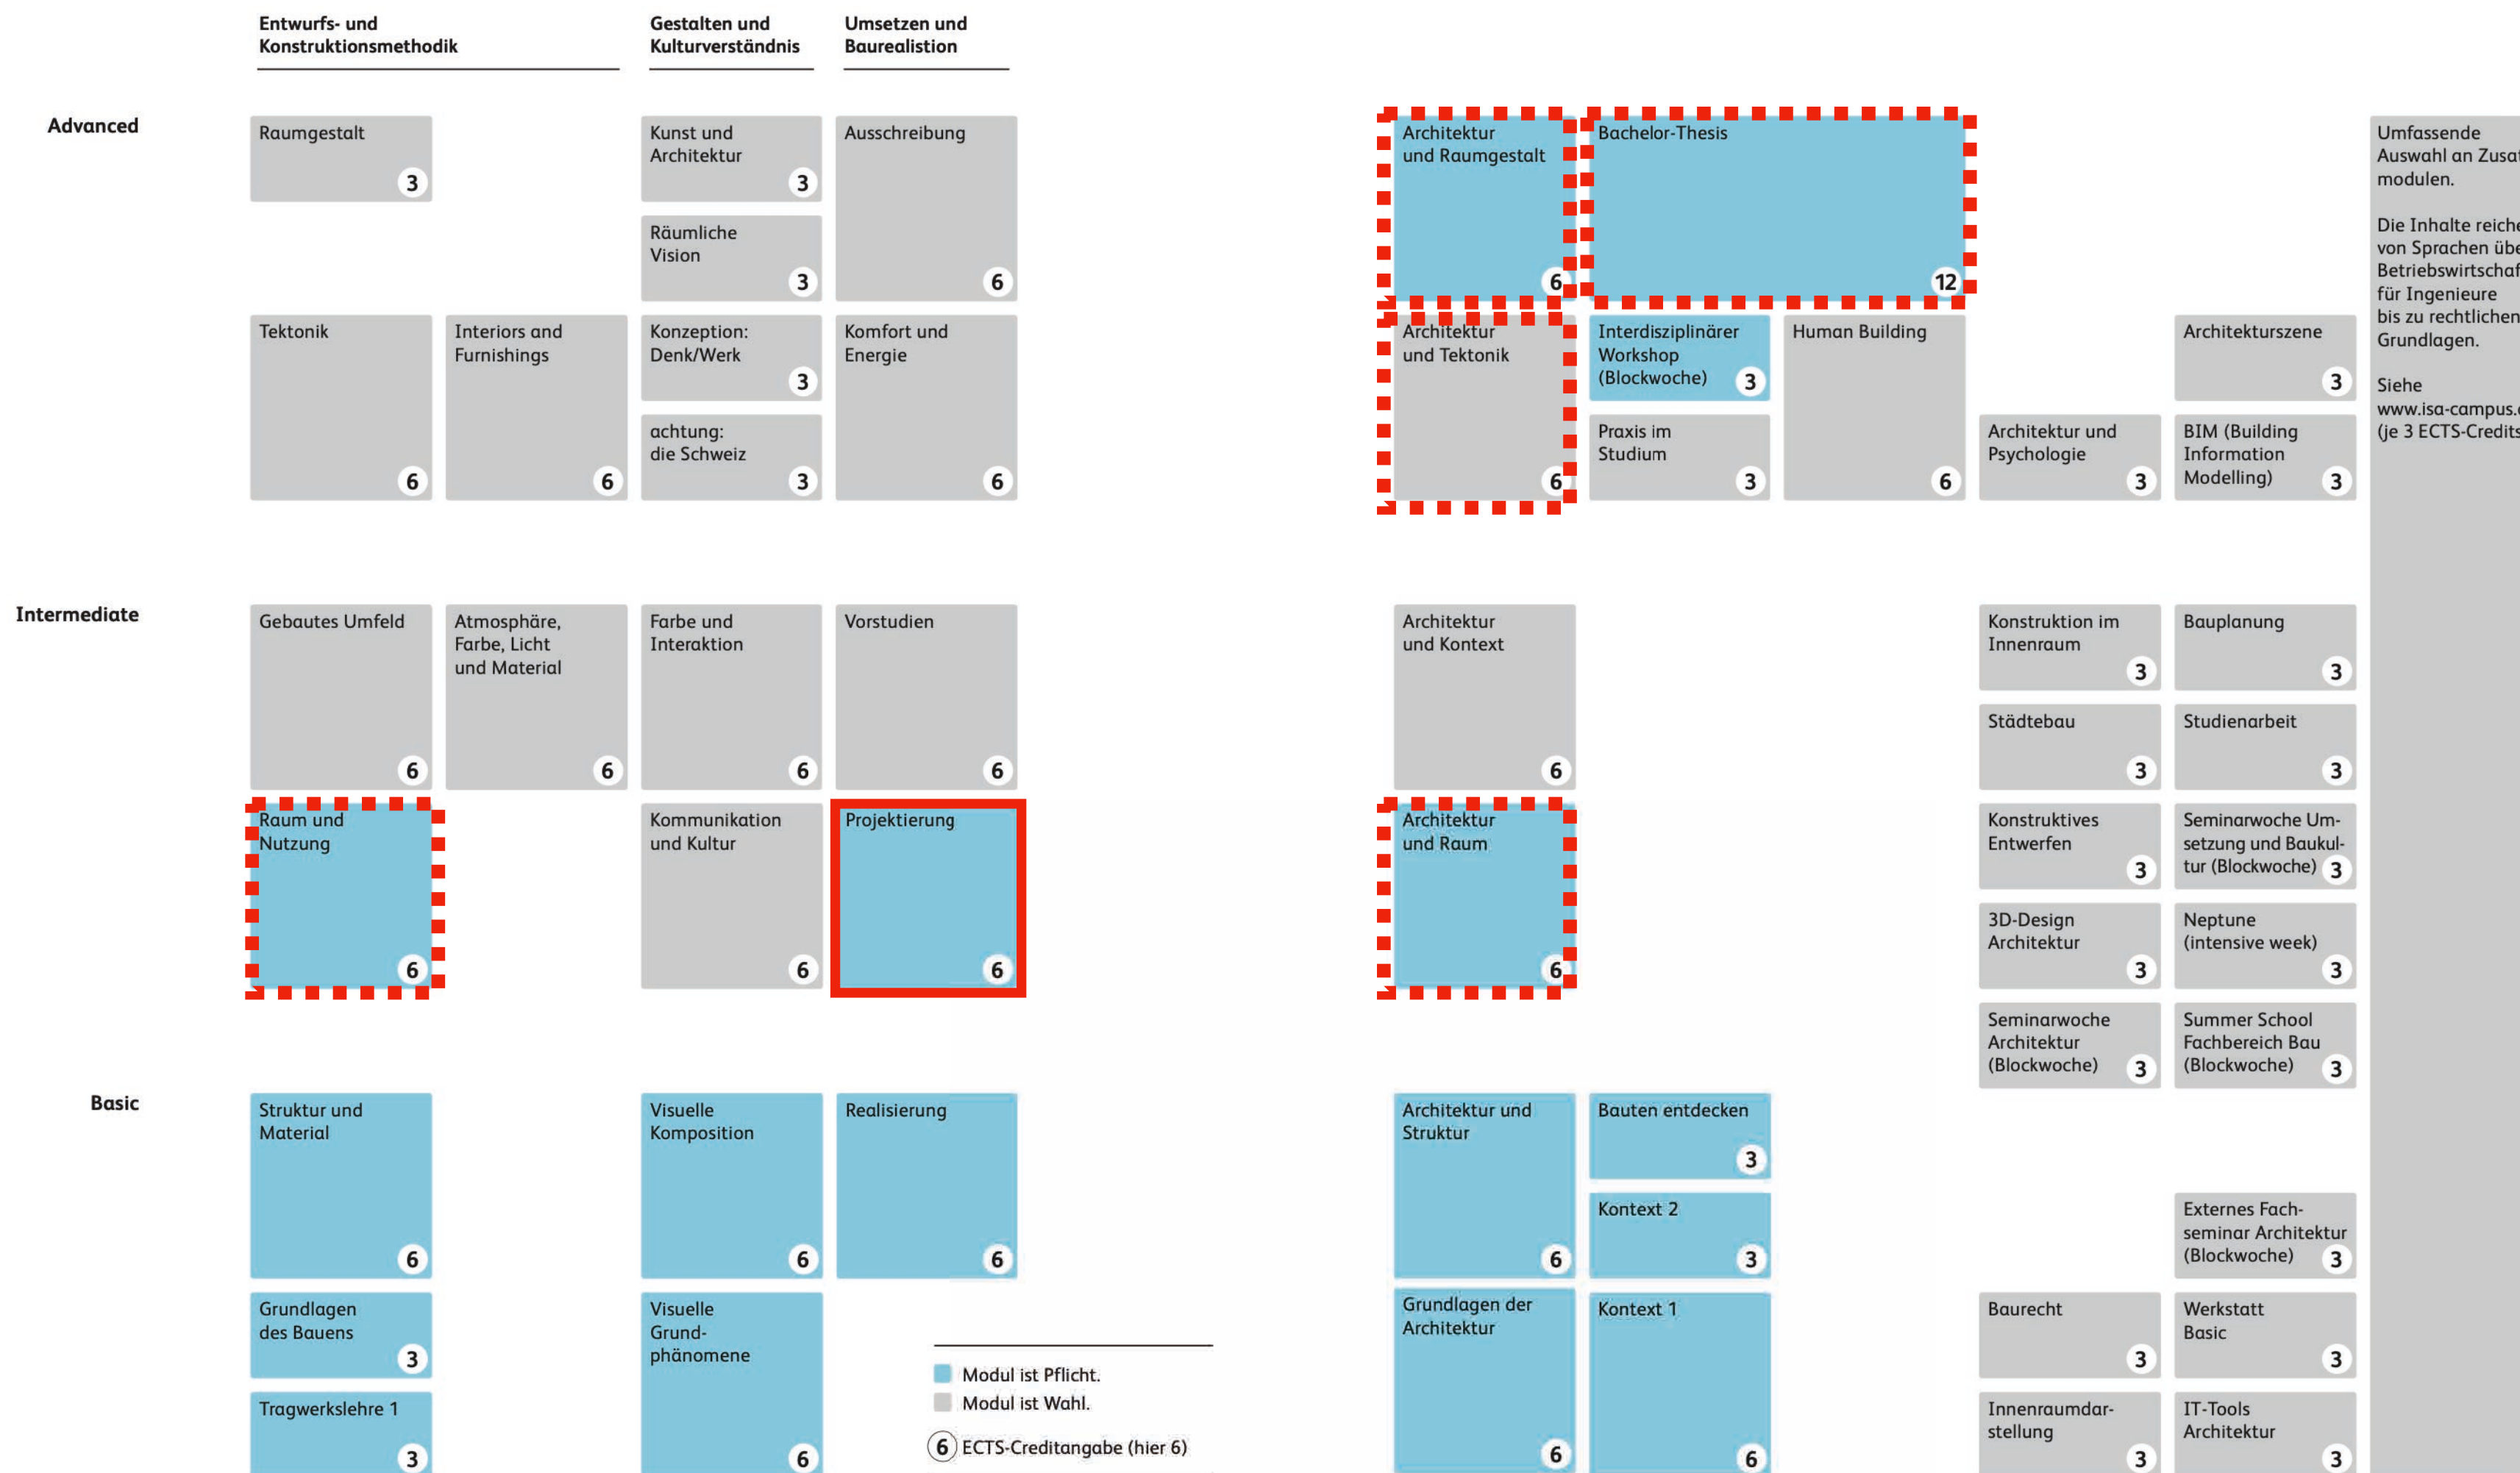 Entwurfs- und
Konstruktionsmethodik
Gestalten und
Kulturverständnis
Umsetzen und
Baurealistion
Advanced
Raumgestalt
3
Kunst und
Architektur
3
Ausschreibung
6
Räumliche
Vision
3
Tektonik
6
Interiors and
Furnishings
6
Konzeption:
Denk/Werk
3
Komfort und
Energie
6
achtung:
die Schweiz
3
Architektur
und Raumgestalt
6
Bachelor-Thesis
12
Architektur
und Tektonik
6
Interdisziplinärer
Workshop
(Blockwoche)
3
Human Building
6
Praxis im
Studium
3
Architektur und
Psychologie
3
Architekturszene
3
BIM (Building
Information
Modelling)
3
Umfassende
Auswahl an Zusat
modulen.
Die Inhalte reiche
von Sprachen übe
Betriebswirtschaf
für Ingenieure
bis zu rechtlichen
Grundlagen.
Siehe
www.isa-campus.c
(je 3 ECTS-Credits
Intermediate
Gebautes Umfeld
6
Atmosphäre,
Farbe, Licht
und Material
6
Farbe und
Interaktion
6
Vorstudien
6
Raum und
Nutzung
6
Kommunikation
und Kultur
6
Projektierung
6
Architektur
und Kontext
6
Architektur
und Raum
6
Konstruktion im
Innenraum
3
Bauplanung
3
Städtebau
3
Studienarbeit
3
Konstruktives
Entwerfen
3
Seminarwoche Um-
setzung und Baukul-
tur (Blockwoche) 3
3D-Design
Architektur
3
Neptune
(intensive week)
3
Seminarwoche
Architektur
(Blockwoche)
3
Summer School
Fachbereich Bau
(Blockwoche)
3
Basic
Struktur und
Material
6
Visuelle
Komposition
6
Realisierung
6
Grundlagen
des Bauens
3
Visuelle
Grund-
phänomene
6
Tragwerkslehre 1
3
Modul ist Pflicht.
Modul ist Wahl.
6 ECTS-Creditangabe (hier 6)
Architektur und
Struktur
6
Bauten entdecken
3
Kontext 2
3
Grundlagen der
Architektur
6
Kontext 1
6
Externes Fach-
seminar Architektur
(Blockwoche)
3
Baurecht
3
Werkstatt
Basic
3
Innenraumdar-
stellung
3
IT-Tools
Architektur
3